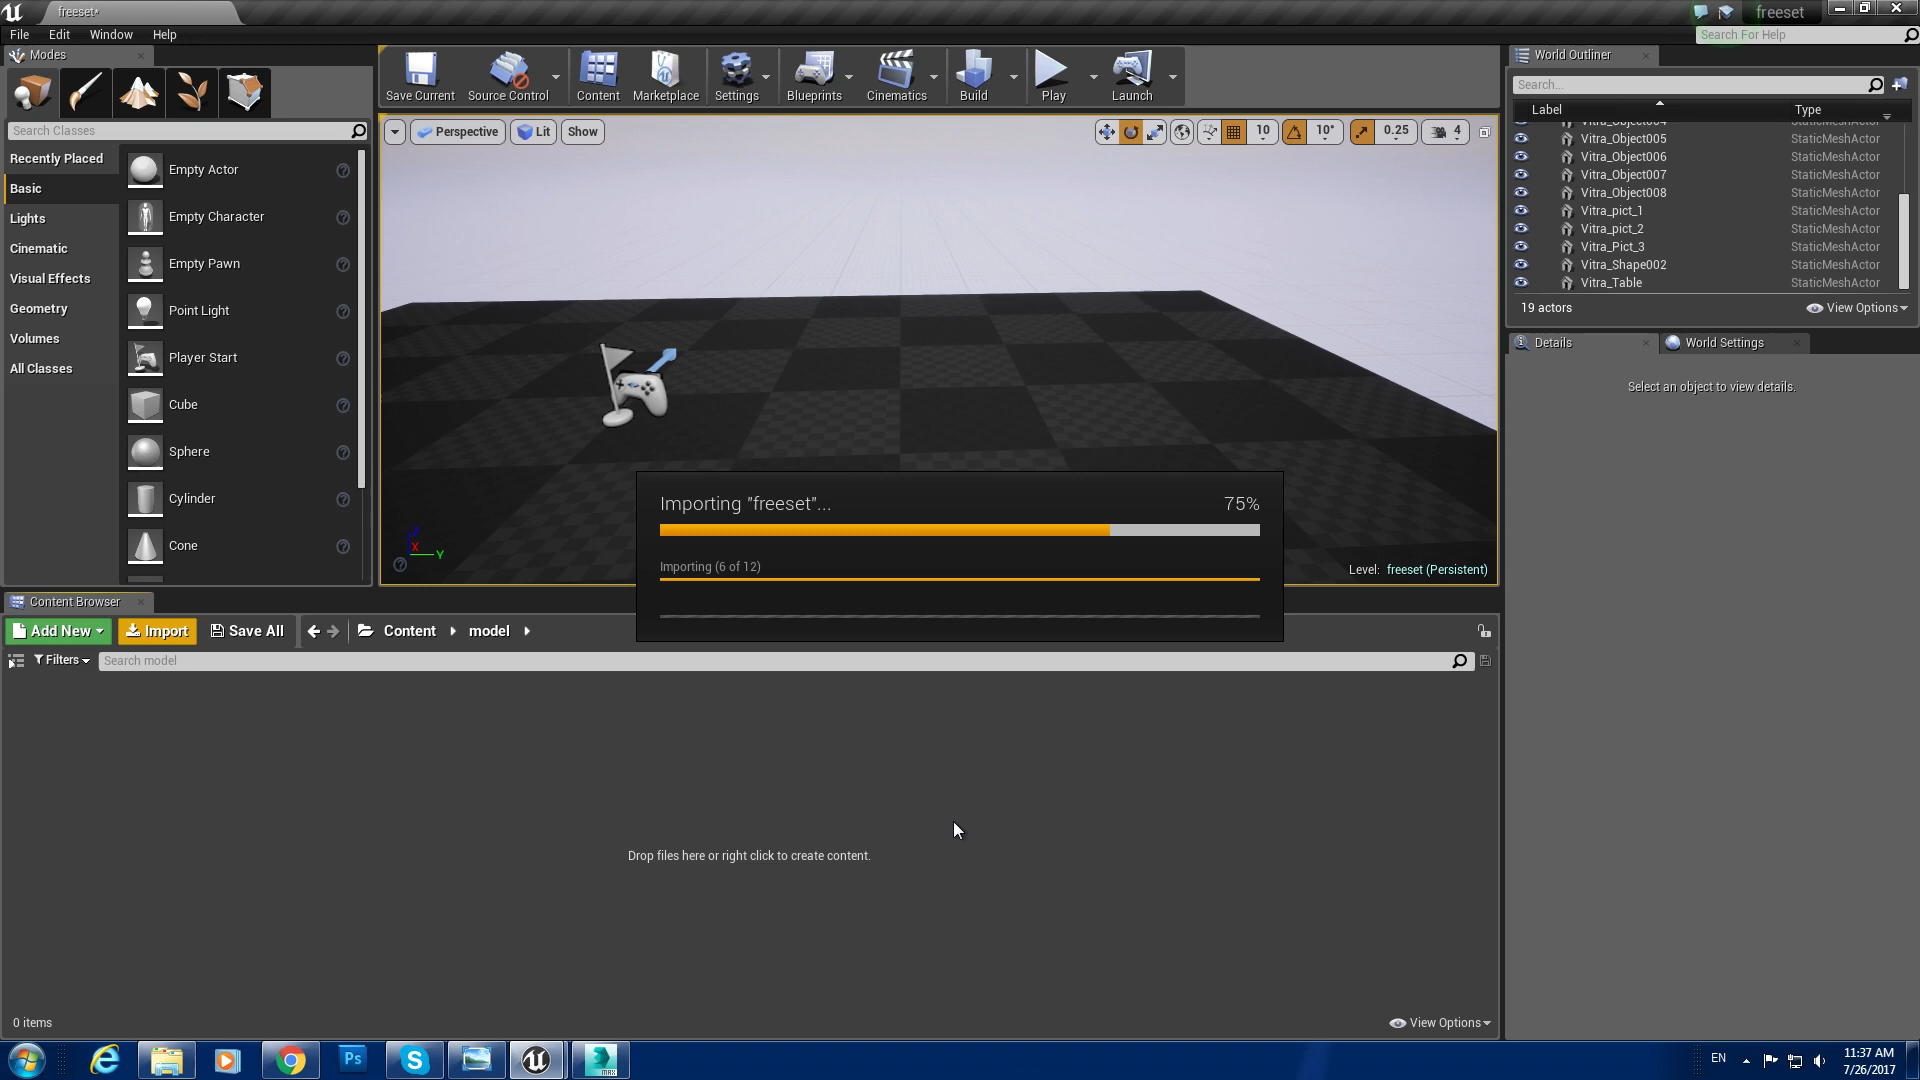 freeset*
freeset
File Edit Window Help
Search For Help
Modes
Search Classes
Recently Placed
Basic
Lights
Cinematic
Visual Effects
Geometry
Volumes
All Classes
Empty Actor
Empty Character
Empty Pawn
Point Light
Player Start
Cube
Sphere
Cylinder
Cone
Save Current Source Control Content Marketplace Settings Blueprints Cinematics Build Play Launch
Perspective Lit Show
10 10° 0.25 4
X Y
Level: freeset (Persistent)
Importing "freeset"... 75%
Importing (6 of 12)
World Outliner
Search...
Label Type
Vitra_Object005 StaticMeshActor
Vitra_Object006 StaticMeshActor
Vitra_Object007 StaticMeshActor
Vitra_Object008 StaticMeshActor
Vitra_pict_1 StaticMeshActor
Vitra_pict_2 StaticMeshActor
Vitra_Pict_3 StaticMeshActor
Vitra_Shape002 StaticMeshActor
Vitra_Table StaticMeshActor
19 actors View Options
Details World Settings
Select an object to view details.
Content Browser
Add New Import Save All Content model
Filters Search model
Drop files here or right click to create content.
0 items View Options
Ps
MAX
EN
11:37 AM
7/26/2017